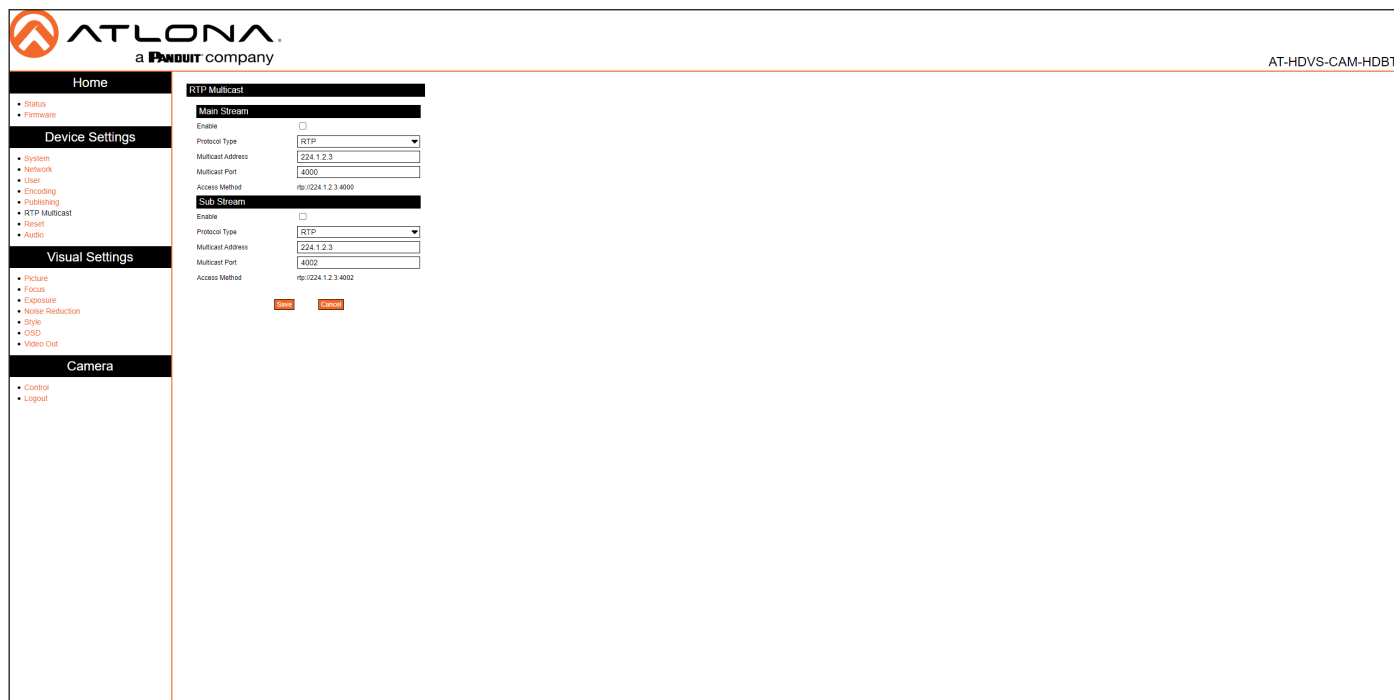 ATLONA.
a PANDUIT company
AT-HDVS-CAM-HDBT
Home
• Status
• Firmware
Device Settings
• System
• Network
• User
• Encoding
• Publishing
• RTP Multicast
• Reset
• Audio
Visual Settings
• Picture
• Focus
• Exposure
• Noise Reduction
• Style
• OSD
• Video Out
Camera
• Control
• Logout
RTP Multicast
Main Stream
Enable
Protocol Type RTP
Multicast Address 224.1.2.3
Multicast Port 4000
Access Method rtp://224.1.2.3:4000
Sub Stream
Enable
Protocol Type RTP
Multicast Address 224.1.2.3
Multicast Port 4002
Access Method rtp://224.1.2.3:4002
Save Cancel